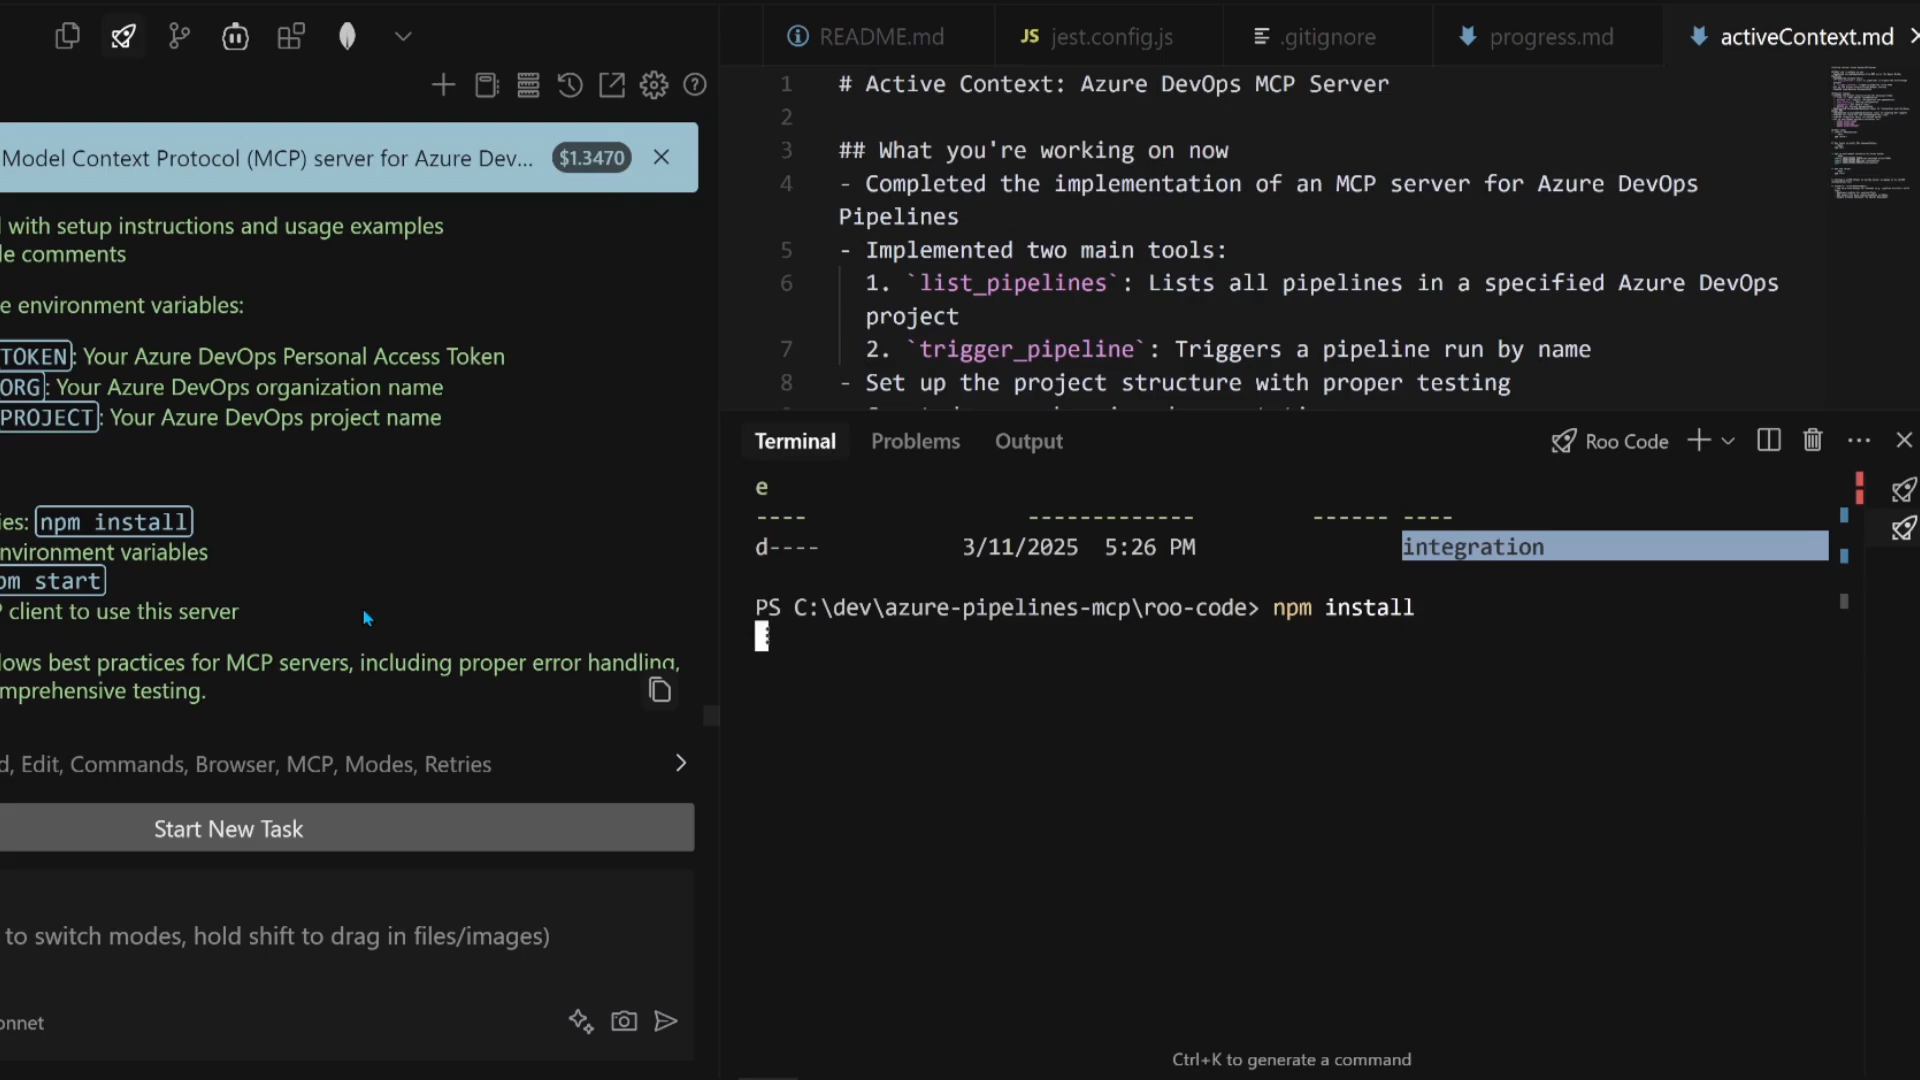 Model Context Protocol (MCP) server for Azure Dev... $1.3470
with setup instructions and usage examples
le comments
e environment variables:
TOKEN: Your Azure DevOps Personal Access Token
ORG: Your Azure DevOps organization name
PROJECT: Your Azure DevOps project name
ies: npm install
nvironment variables
pm start
P client to use this server
lows best practices for MCP servers, including proper error handling,
mprehensive testing.
d, Edit, Commands, Browser, MCP, Modes, Retries
Start New Task
to switch modes, hold shift to drag in files/images)
onnet
README.md
JS jest.config.js
.gitignore
progress.md
activeContext.md
1 # Active Context: Azure DevOps MCP Server
2
3 ## What you're working on now
4 - Completed the implementation of an MCP server for Azure DevOps
Pipelines
5 - Implemented two main tools:
6 1. `list_pipelines`: Lists all pipelines in a specified Azure DevOps
project
7 2. `trigger_pipeline`: Triggers a pipeline run by name
8 - Set up the project structure with proper testing
Terminal Problems Output
Roo Code
e
---- ------------- ------ ----
d---- 3/11/2025 5:26 PM integration
PS C:\dev\azure-pipelines-mcp\roo-code> npm install
Ctrl+K to generate a command